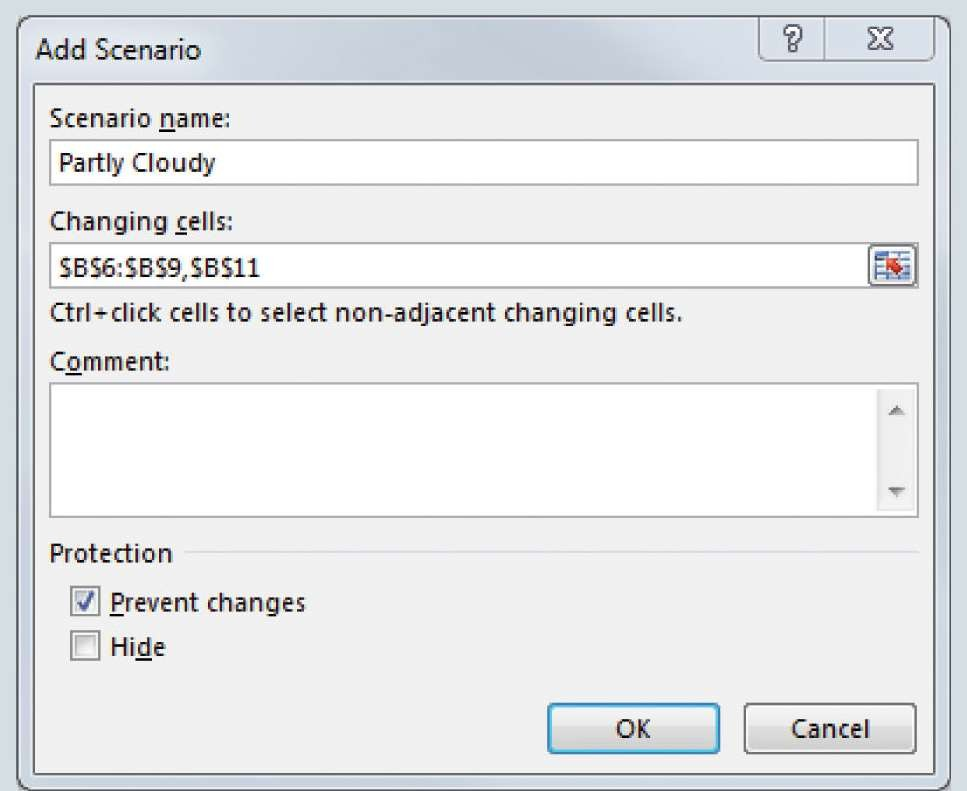 Add Scenario
Scenario name:
Partly Cloudy
Changing cells:
$B$6:$B$9,$B$11
Ctrl+click cells to select non-adjacent changing cells.
Comment:
Protection
Prevent changes
Hide
OK Cancel